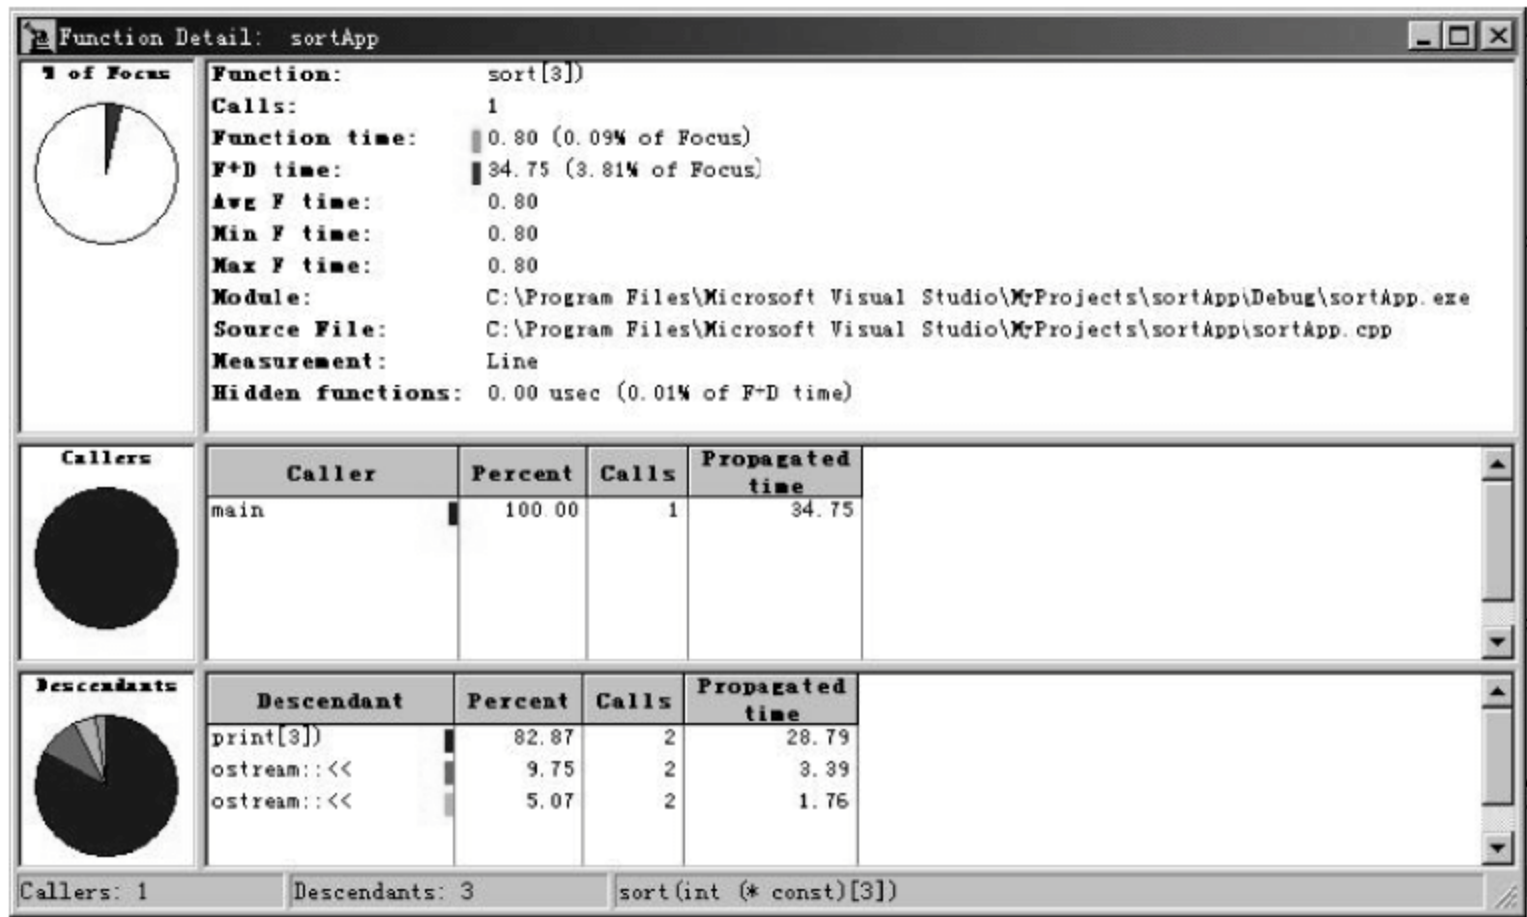 Function Detail: sortApp
% of Focus
Function: sort[3])
Calls: 1
Function time: 0.80 (0.09% of Focus)
F+D time: 34.75 (3.81% of Focus)
Avg F time: 0.80
Min F time: 0.80
Max F time: 0.80
Module: C:\Program Files\Microsoft Visual Studio\MyProjects\sortApp\Debug\sortApp.exe
Source File: C:\Program Files\Microsoft Visual Studio\MyProjects\sortApp\sortApp.cpp
Measurement: Line
Hidden functions: 0.00 usec (0.01% of F+D time)
Callers
Caller Percent Calls Propagated time
main 100.00 1 34.75
Descendants
Descendant Percent Calls Propagated time
print[3]) 82.87 2 28.79
ostream::<< 9.75 2 3.39
ostream::<< 5.07 2 1.76
Callers: 1 Descendants: 3 sort(int (* const)[3])